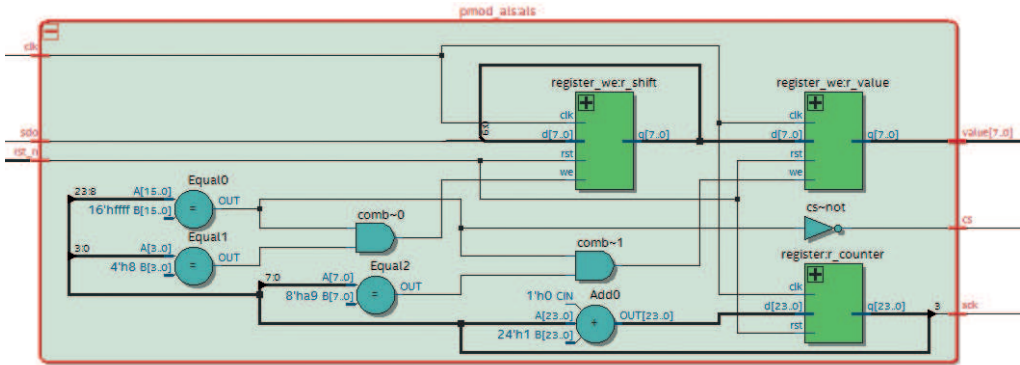 pmod_als:als
clk
sdo
rst_n
register_we:r_shift
clk
d[7..0] q[7..0]
rst
we
6:0
register_we:r_value
clk
d[7..0] q[7..0]
rst
we
value[7..0]
23:8
A[15..0]
16'hffff B[15..0]
Equal0
=
OUT
3:0
A[3..0]
4'h8 B[3..0]
Equal1
=
OUT
comb~0
7:0
A[7..0]
8'ha9 B[7..0]
Equal2
=
OUT
comb~1
cs~not
cs
1'h0 CIN
A[23..0]
24'h1 B[23..0]
Add0
+
OUT[23..0]
register:r_counter
clk
d[23..0] q[23..0]
rst
3
sck